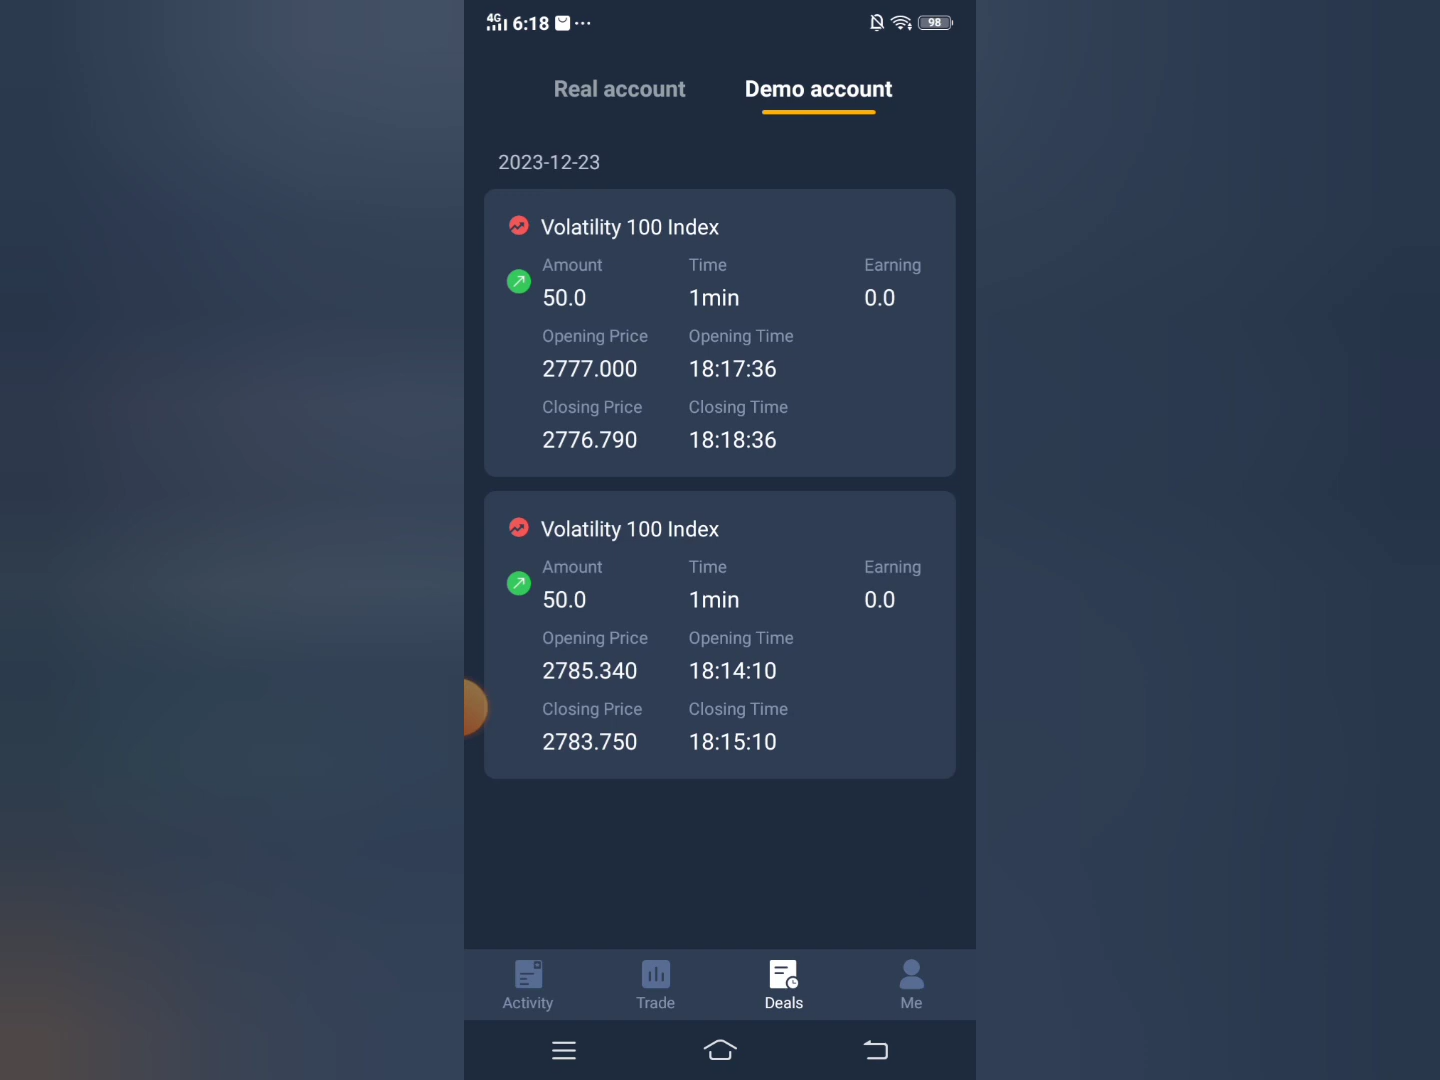 4G 6:18 ... 98
Real account Demo account
2023-12-23
Volatility 100 Index
Amount Time Earning
50.0 1min 0.0
Opening Price Opening Time
2777.000 18:17:36
Closing Price Closing Time
2776.790 18:18:36
Volatility 100 Index
Amount Time Earning
50.0 1min 0.0
Opening Price Opening Time
2785.340 18:14:10
Closing Price Closing Time
2783.750 18:15:10
Activity Trade Deals Me